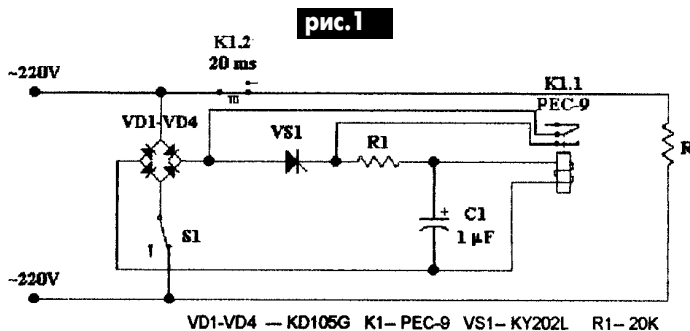 рис.1
K1.2
20 ms
~220V
K1.1
PEC-9
VD1-VD4
VS1
R1
R
C1
+
1 µF
S1
~220V
VD1-VD4 — KD105G K1– PEC-9 VS1– KY202L R1– 20K